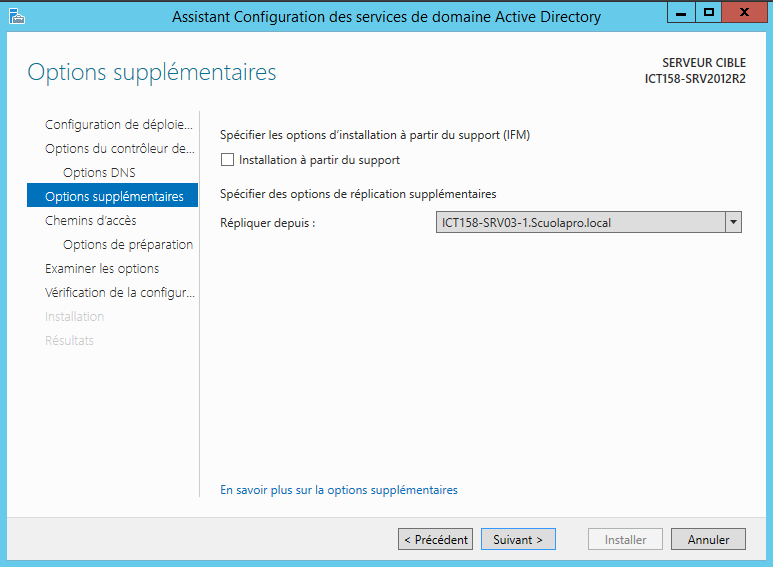 Assistant Configuration des services de domaine Active Directory
Options supplémentaires
SERVEUR CIBLE
ICT158-SRV2012R2
Configuration de déploie...
Options du contrôleur de...
Options DNS
Options supplémentaires
Chemins d'accès
Options de préparation
Examiner les options
Vérification de la configur...
Installation
Résultats
Spécifier les options d'installation à partir du support (IFM)
Installation à partir du support
Spécifier des options de réplication supplémentaires
Répliquer depuis :
ICT158-SRV03-1.Scuolapro.local
En savoir plus sur la options supplémentaires
< Précédent
Suivant >
Installer
Annuler